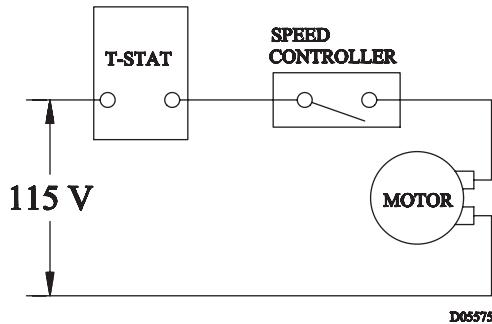 T-STAT
SPEED
CONTROLLER
115 V
MOTOR
D05575